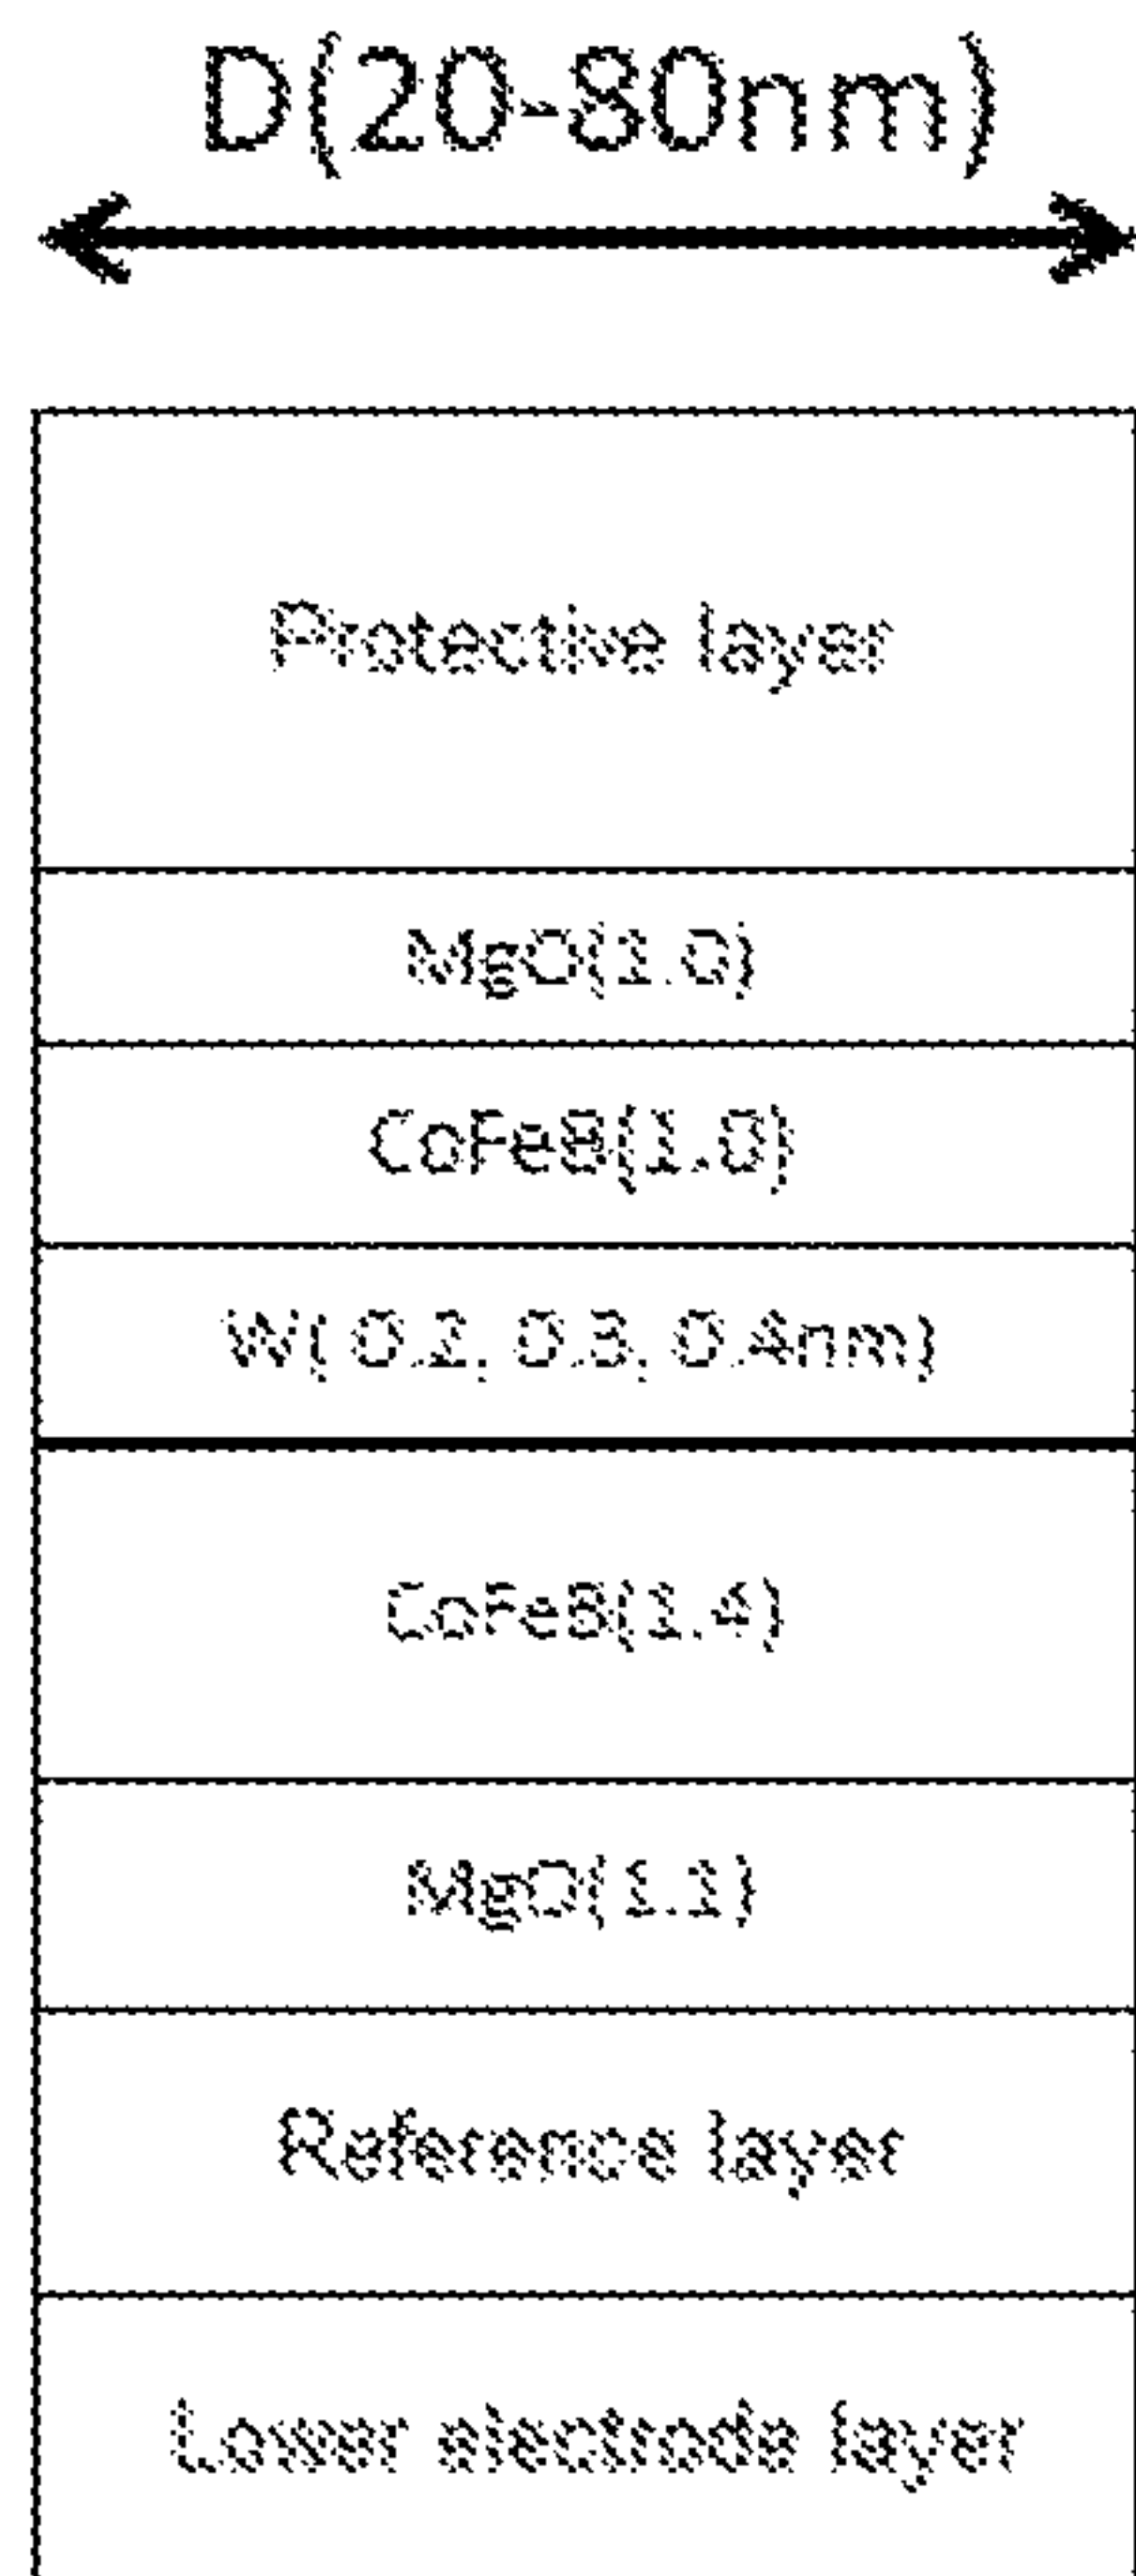 D(20-80nm)
Protective layer
MgO(1.0)
CoFeB(1.0)
W( 0.2, 0.3, 0.4nm)
CoFeB(1.4)
MgO(1.1)
Reference layer
Lower electrode layer